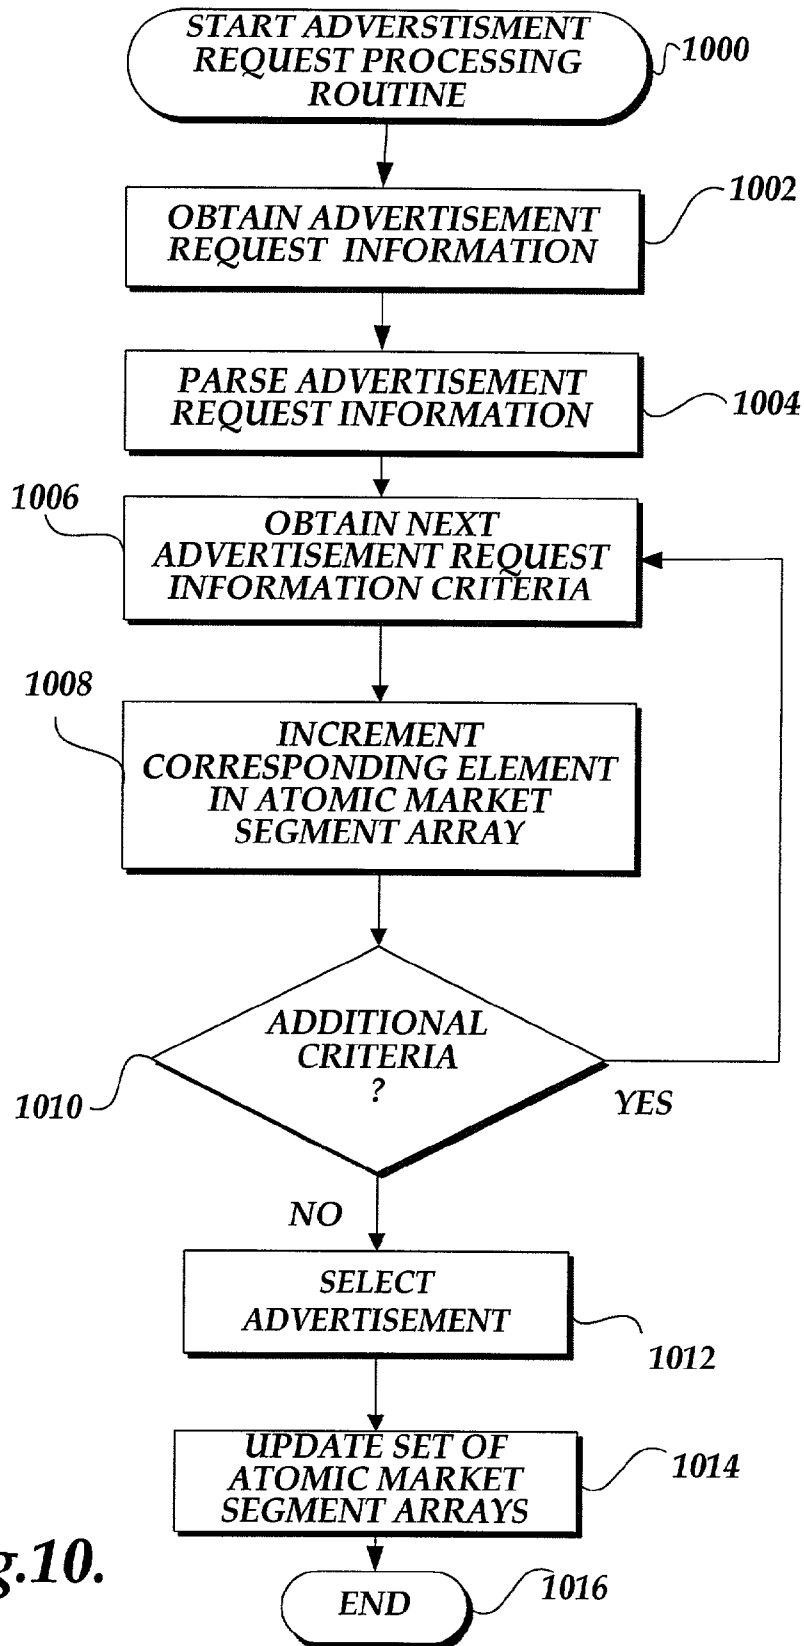 START ADVERSTISMENT
REQUEST PROCESSING
ROUTINE
1000
OBTAIN ADVERTISEMENT
REQUEST INFORMATION
1002
PARSE ADVERTISEMENT
REQUEST INFORMATION
1004
1006
OBTAIN NEXT
ADVERTISEMENT REQUEST
INFORMATION CRITERIA
1008
INCREMENT
CORRESPONDING ELEMENT
IN ATOMIC MARKET
SEGMENT ARRAY
ADDITIONAL
CRITERIA
?
1010
YES
NO
SELECT
ADVERTISEMENT
1012
UPDATE SET OF
ATOMIC MARKET
SEGMENT ARRAYS
1014
g.10.
END
1016